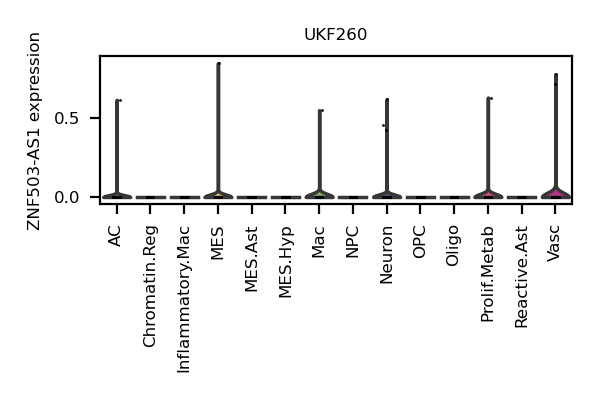 UKF260
ZNF503-AS1 expression
0.5
0.0
AC
Chromatin.Reg
Inflammatory.Mac
MES
MES.Ast
MES.Hyp
Mac
NPC
Neuron
OPC
Oligo
Prolif.Metab
Reactive.Ast
Vasc